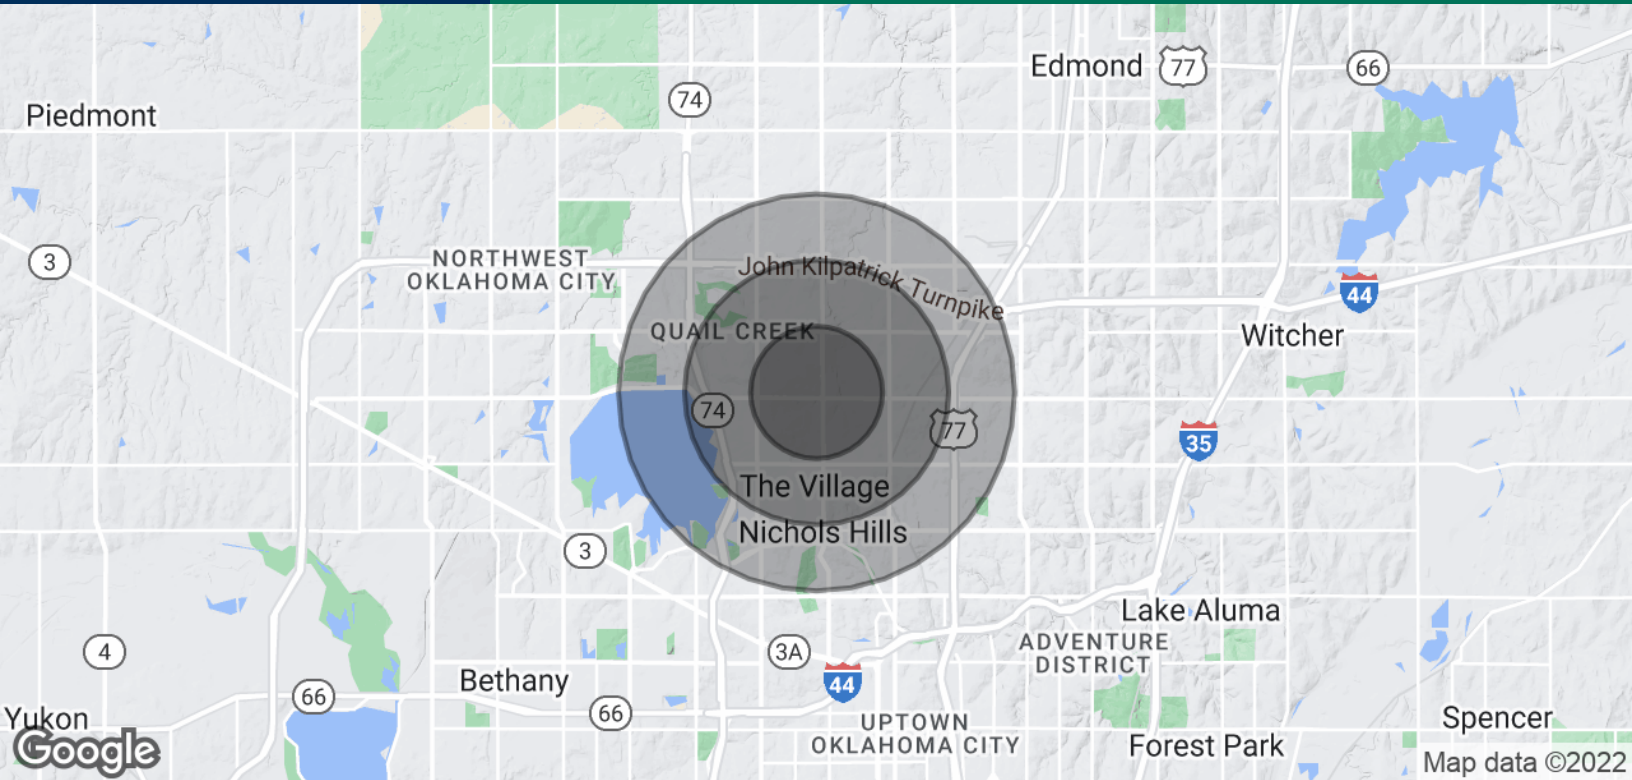 Edmond
77
66
74
Piedmont
3
NORTHWEST
OKLAHOMA CITY
John Kilpatrick Turnpike
44
QUAIL CREEK
Witcher
74
77
35
The Village
Nichols Hills
3
Lake Aluma
4
3A
ADVENTURE
DISTRICT
Bethany
44
66
66
Yukon
UPTOWN
OKLAHOMA CITY
Spencer
Forest Park
Google
Map data ©2022